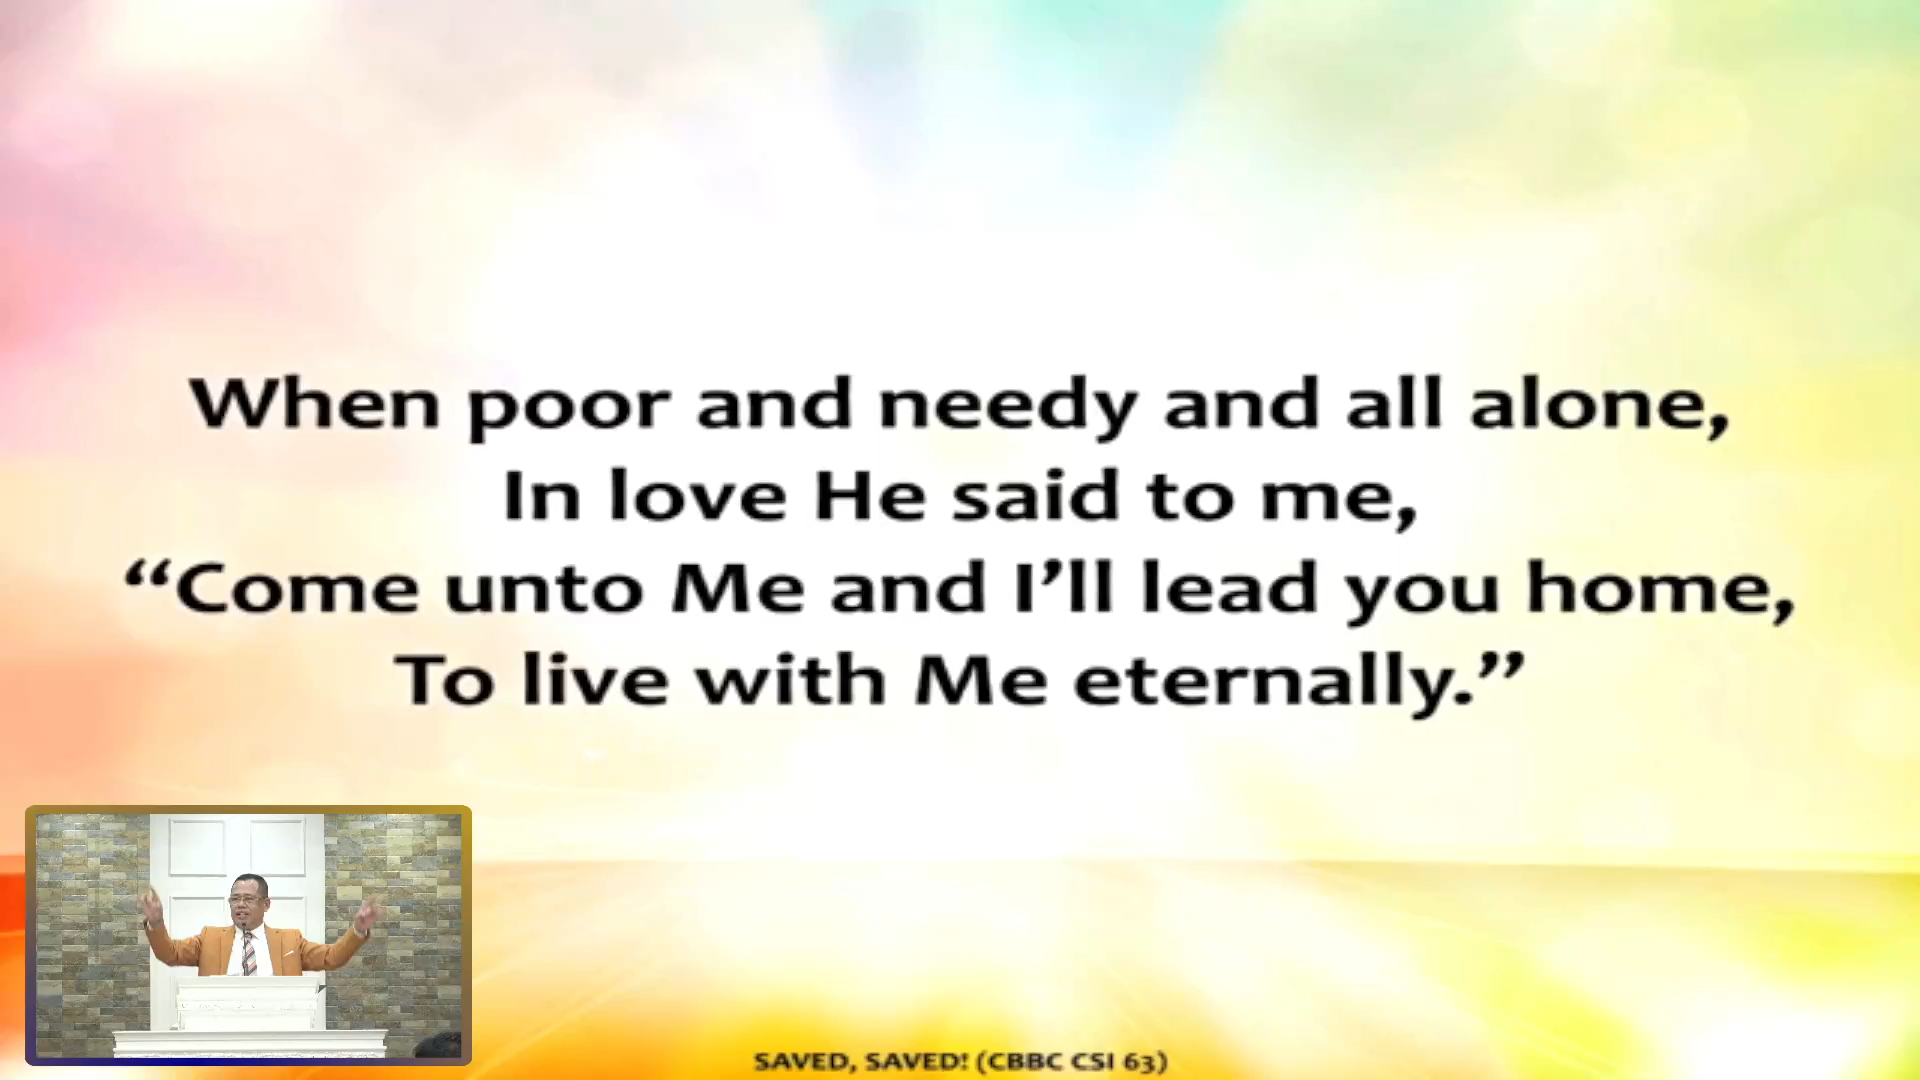 When poor and needy and all alone,
In love He said to me,
“Come unto Me and I’ll lead you home,
To live with Me eternally.”
SAVED, SAVED! (CBBC CSI 63)